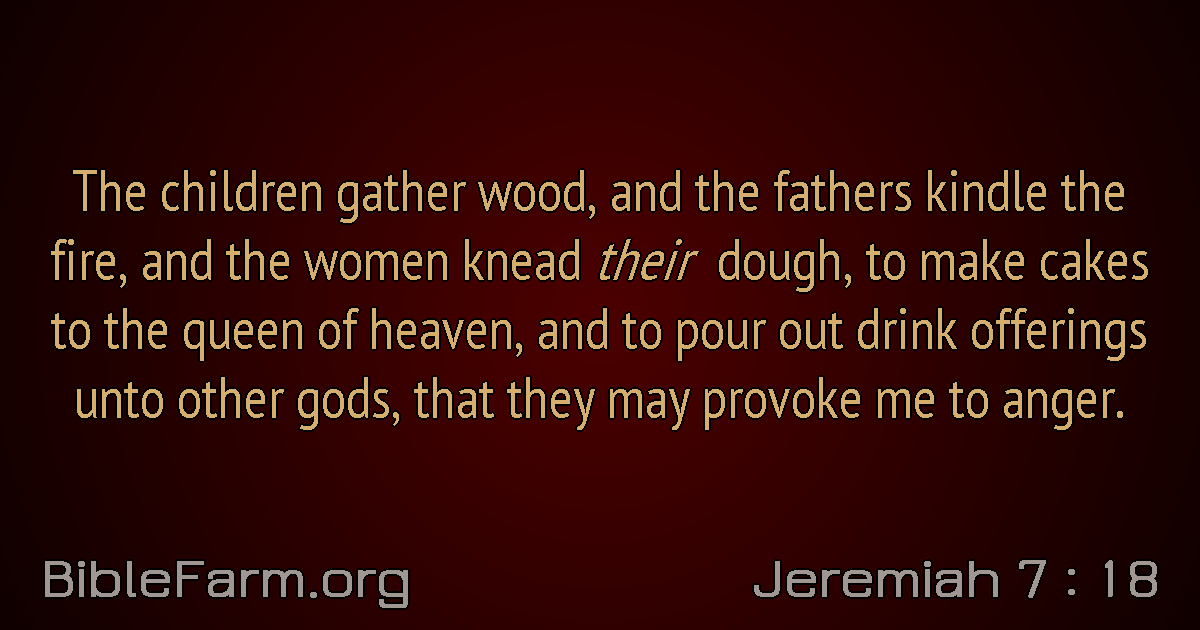 The children gather wood, and the fathers kindle the
fire, and the women knead their dough, to make cakes
to the queen of heaven, and to pour out drink offerings
unto other gods, that they may provoke me to anger.
BibleFarm.org
Jeremiah 7 : 18